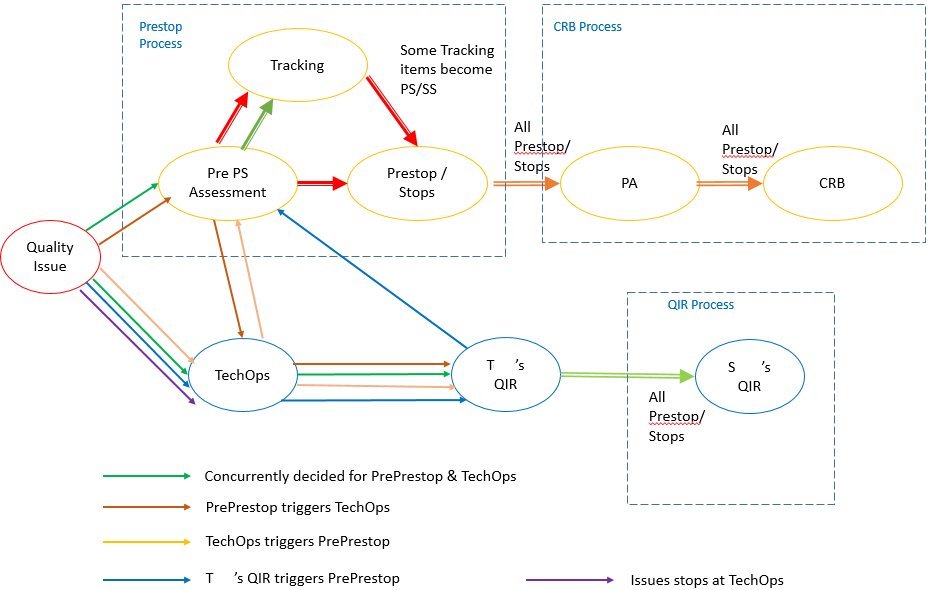 Prestop
Process
CRB Process
Tracking
Some Tracking
items become
PS/SS
All
Prestop/
Stops
All
Prestop/
Stops
Pre PS
Assessment
Prestop /
Stops
PA
CRB
Quality
Issue
QIR Process
TechOps
T 's
QIR
S 's
QIR
All
Prestop/
Stops
Concurrently decided for PrePrestop & TechOps
PrePrestop triggers TechOps
TechOps triggers PrePrestop
T 's QIR triggers PrePrestop
Issues stops at TechOps